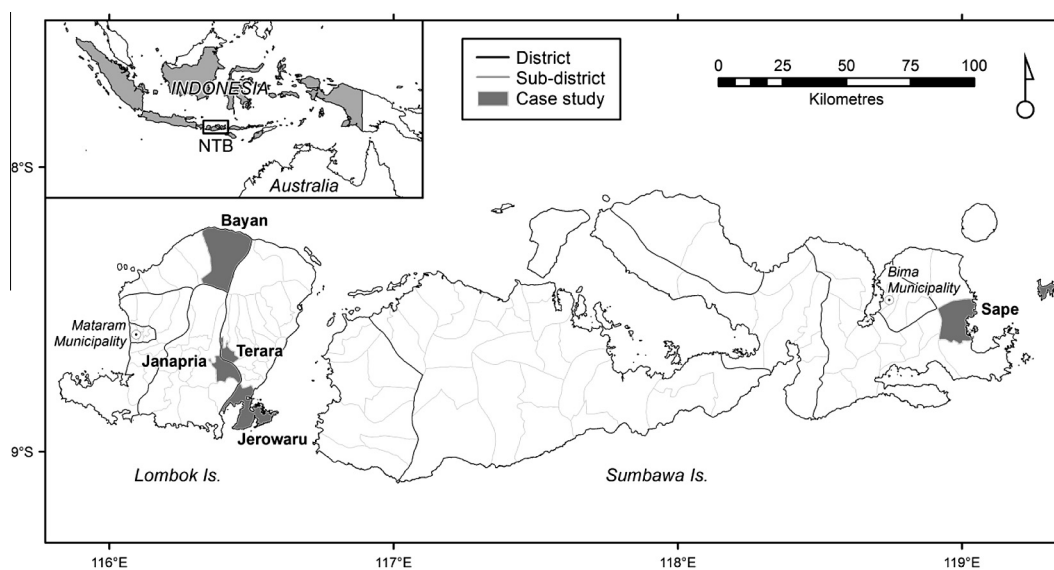 INDONESIA
NTB
Australia
District
Sub-district
Case study
0 25 50 75 100
Kilometres
8°S
9°S
Bayan
Mataram
Municipality
Janapria
Terara
Jerowaru
Bima
Municipality
Sape
Lombok Is.
Sumbawa Is.
116°E
117°E
118°E
119°E